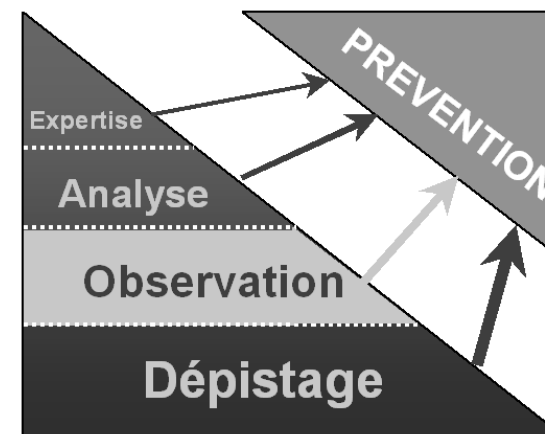 PREVENTION
Expertise
Analyse
Observation
Dépistage